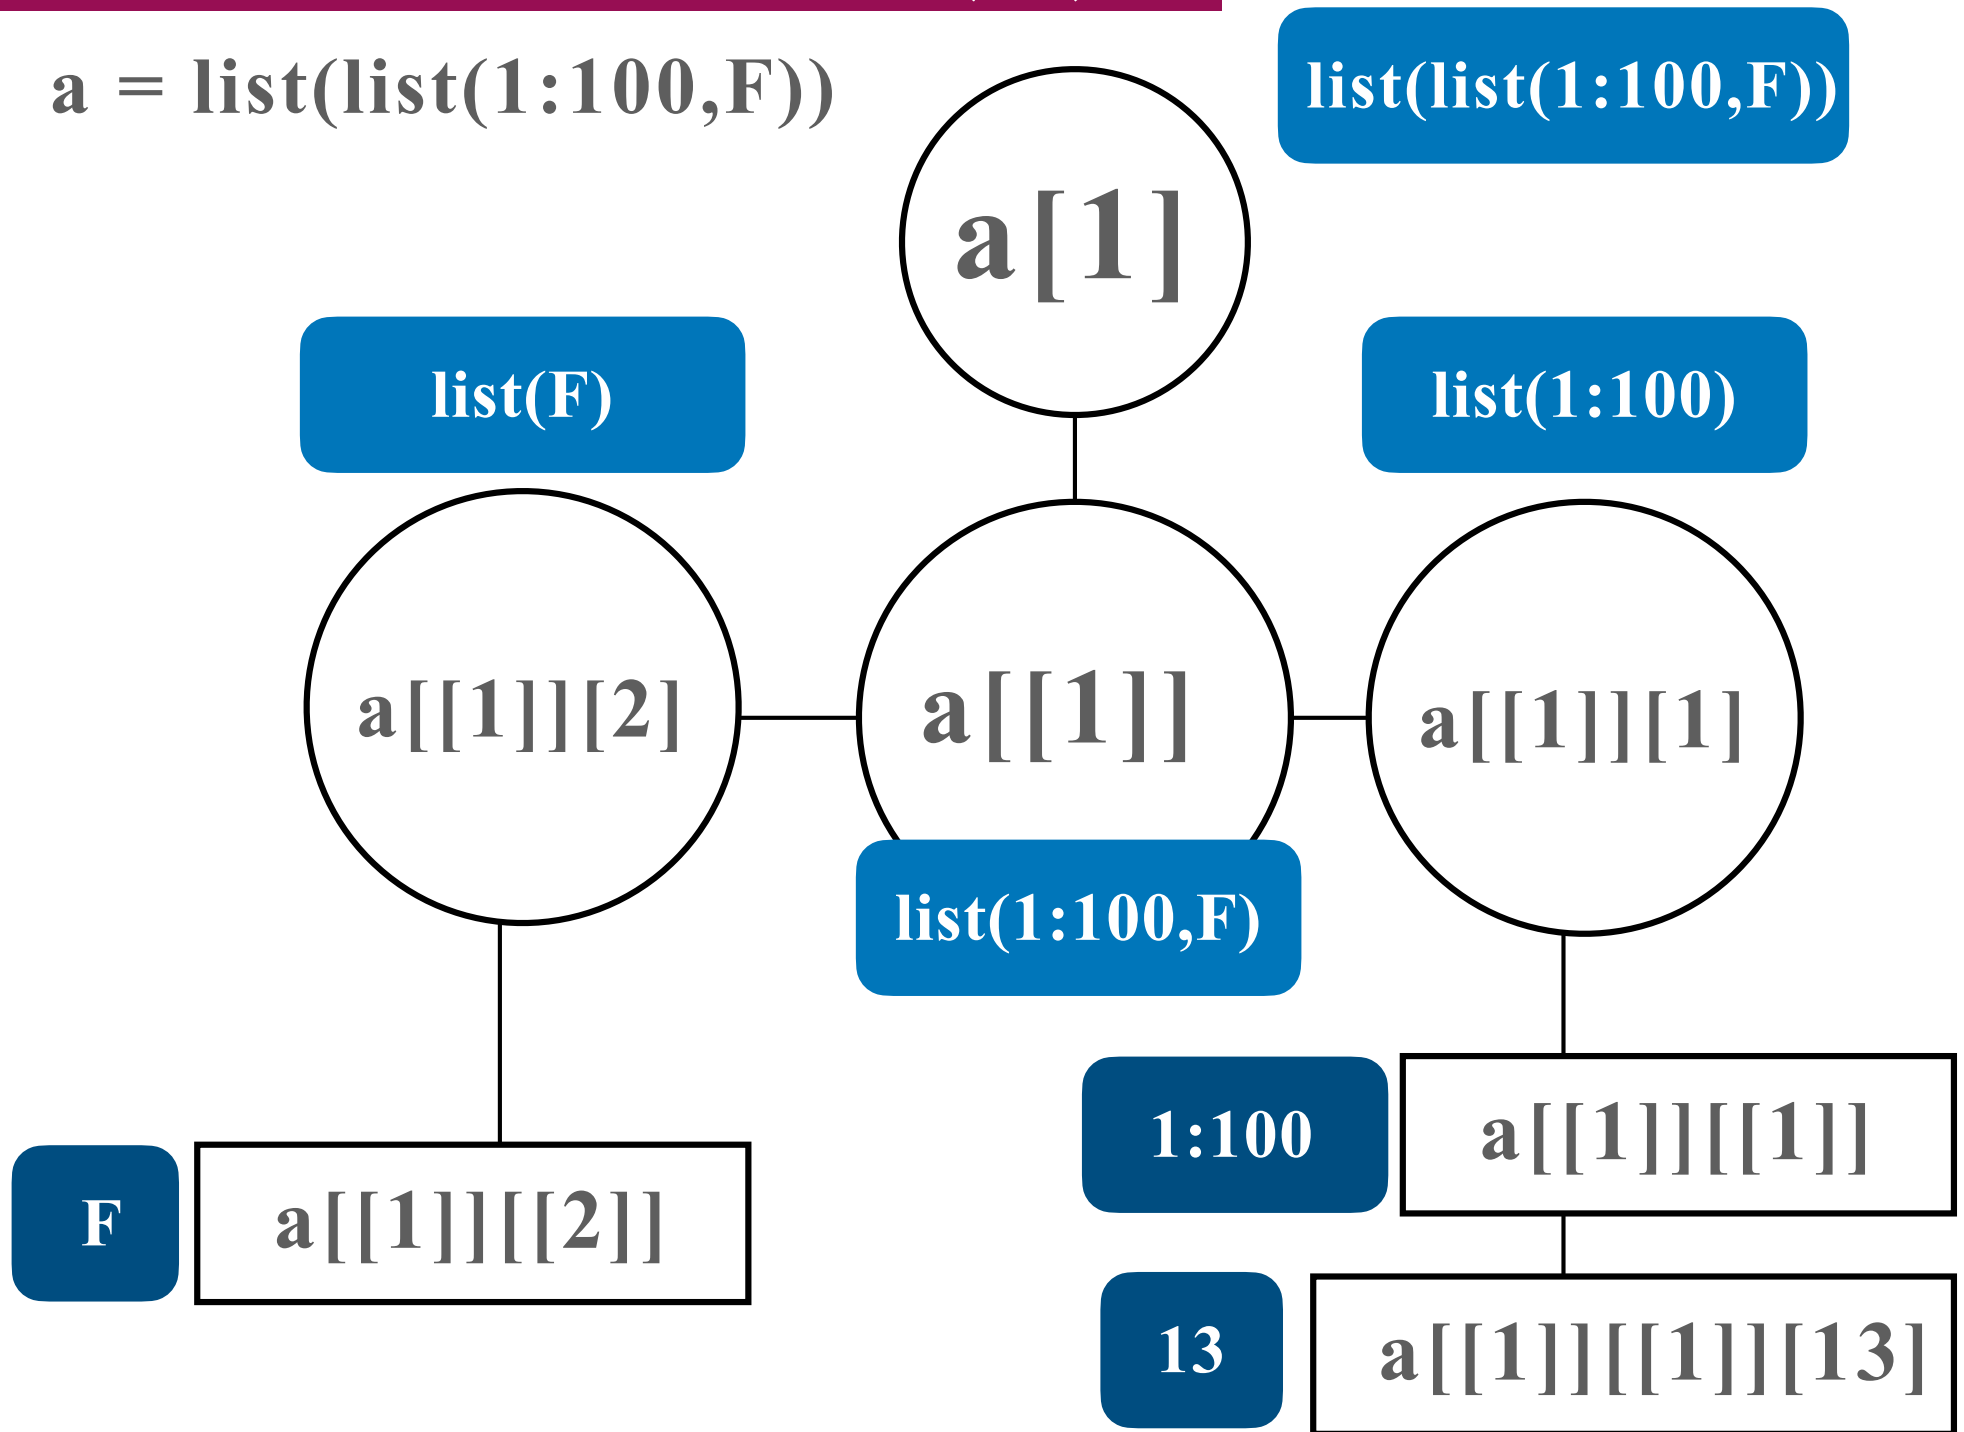 a = list(list(1:100,F))
list(list(1:100,F))
a[1]
list(F)
list(1:100)
a[[1]][2]
a[[1]]
a[[1]][1]
list(1:100,F)
1:100
a[[1]][[1]]
F
a[[1]][[2]]
13
a[[1]][[1]][13]